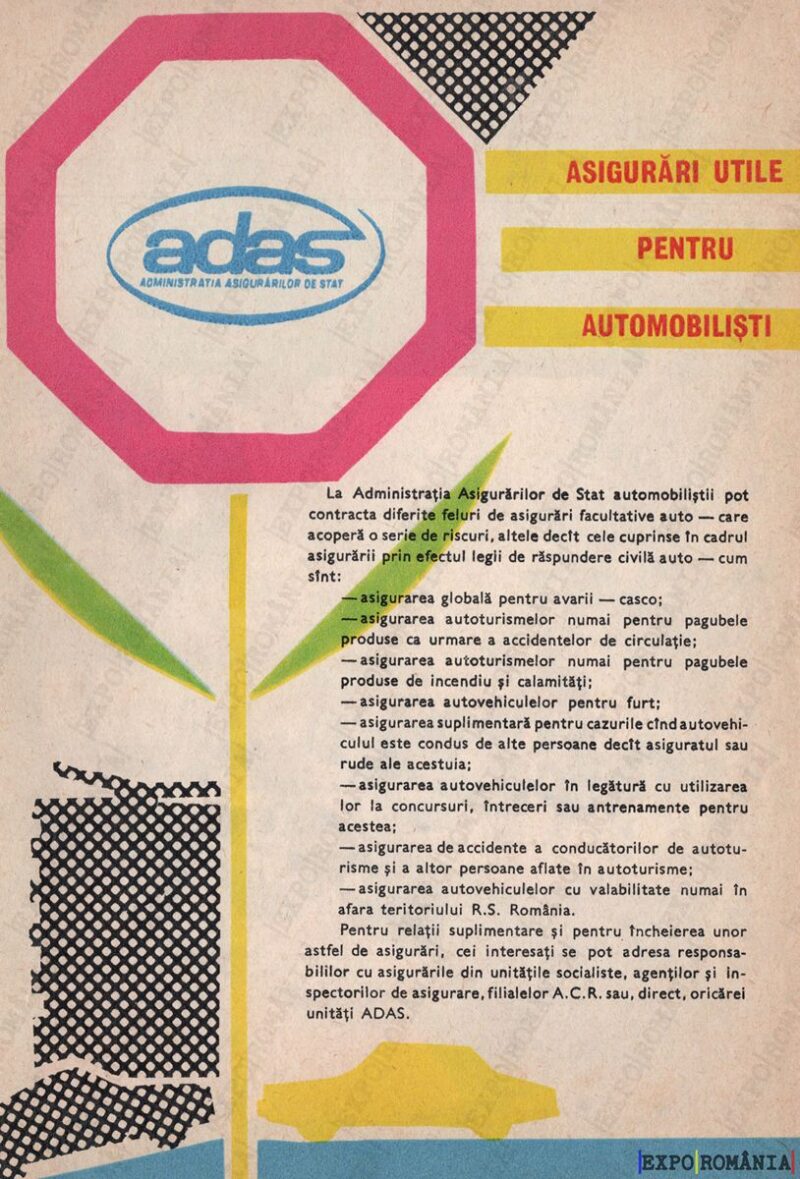 adas
ADMINISTRAȚIA ASIGURĂRILOR DE STAT
ASIGURĂRI UTILE
PENTRU
AUTOMOBILIȘTI
La Administrația Asigurărilor de Stat automobiliștii pot
contracta diferite feluri de asigurări facultative auto — care
acoperă o serie de riscuri, altele decît cele cuprinse în cadrul
asigurării prin efectul legii de răspundere civilă auto — cum
sînt:
— asigurarea globală pentru avarii — casco;
— asigurarea autoturismelor numai pentru pagubele
produse ca urmare a accidentelor de circulație;
— asigurarea autoturismelor numai pentru pagubele
produse de incendiu și calamități;
— asigurarea autovehiculelor pentru furt;
— asigurarea suplimentară pentru cazurile cînd autovehi-
culul este condus de alte persoane decît asiguratul sau
rude ale acestuia;
— asigurarea autovehiculelor în legătură cu utilizarea
lor la concursuri, întreceri sau antrenamente pentru
acestea;
— asigurarea de accidente a conducătorilor de autotu-
risme și a altor persoane aflate în autoturisme;
— asigurarea autovehiculelor cu valabilitate numai în
afara teritoriului R.S. România.
Pentru relații suplimentare și pentru încheierea unor
astfel de asigurări, cei interesați se pot adresa responsa-
bililor cu asigurările din unitățile socialiste, agenților și in-
spectorilor de asigurare, filialelor A.C.R. sau, direct, oricărei
unități ADAS.
|EXPO|ROMÂNIA|